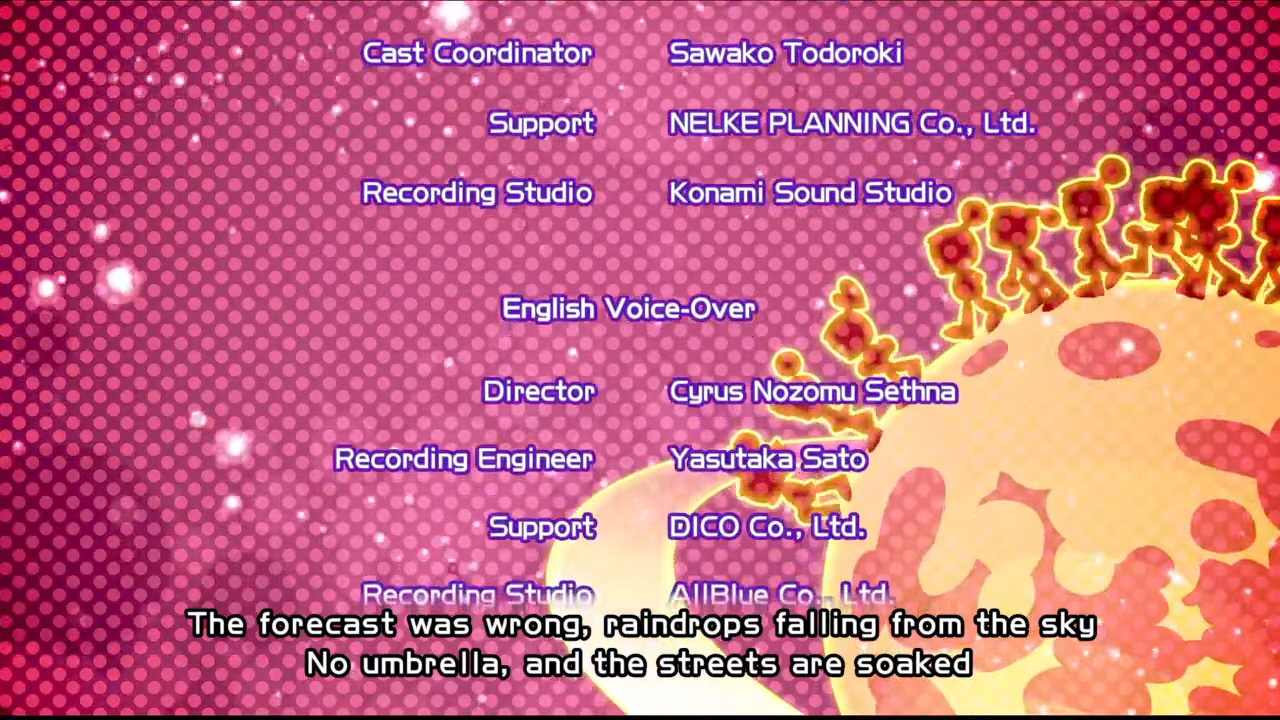 Cast Coordinator Sawako Todoroki
Support NELKE PLANNING Co., Ltd.
Recording Studio Konami Sound Studio
English Voice-Over
Director Cyrus Nozomu Sethna
Recording Engineer Yasutaka Sato
Support DICO Co., Ltd.
Recording Studio AllBlue Co., Ltd.
The forecast was wrong, raindrops falling from the sky
No umbrella, and the streets are soaked